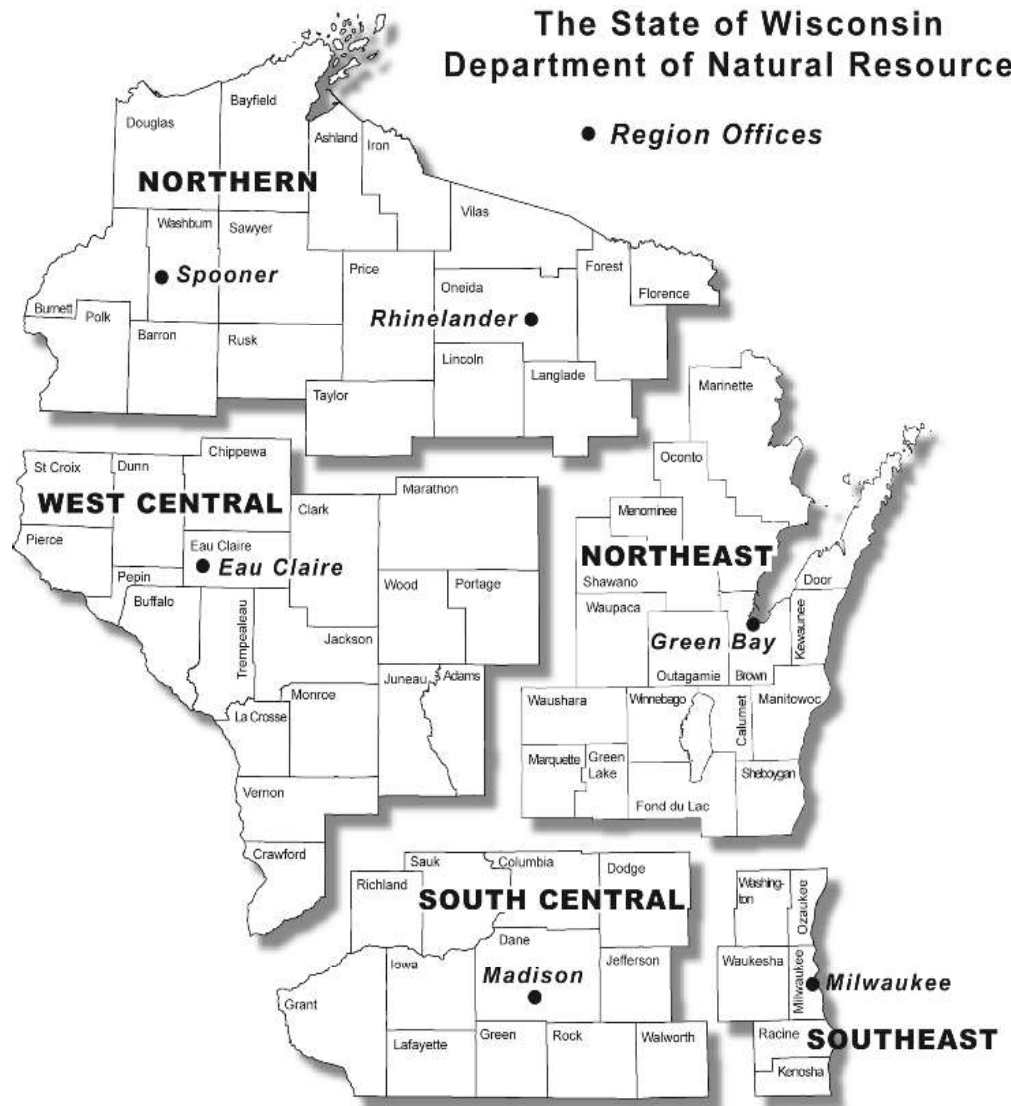 The State of Wisconsin
Department of Natural Resource
Region Offices
Bayfield
Douglas
Ashland
Iron
NORTHERN
Vilas
Washburn
Sawyer
Spooner
Price
Forest
Oneida
Florence
Burnett
Polk
Rhinelander
Barron
Rusk
Lincoln
Langlade
Taylor
Marinette
Chippewa
Oconto
St Croix
Dunn
Marathon
WEST CENTRAL
Clark
Menominee
Pierce
Eau Claire
NORTHEAST
Eau Claire
Pepin
Wood
Portage
Shawano
Door
Buffalo
Waupaca
Trempealeau
Jackson
Green Bay
Kewaunee
Juneau
Adams
Outagamie
Brown
Monroe
Waushara
Winnebago
Calumet
Manitowoc
La Crosse
Marquette
Green
Lake
Sheboygan
Vernon
Fond du Lac
Crawford
Sauk
Columbia
Dodge
Richland
SOUTH CENTRAL
Washing-
ton
Ozaukee
Dane
Iowa
Jefferson
Waukesha
Milwaukee
Madison
Milwaukee
Grant
Lafayette
Green
Rock
Walworth
Racine
SOUTHEAST
Kenosha